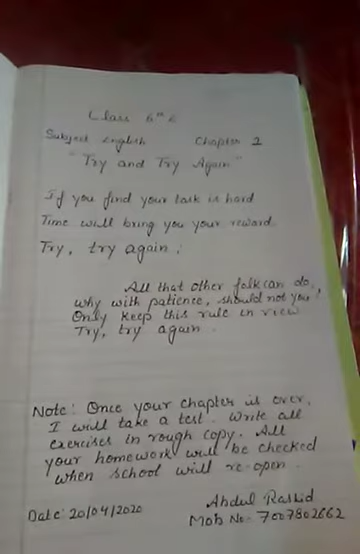 Class 6th E
Subject English Chapter 2
"Try and Try Again"
If you find your task is hard
Time will bring you your reward.
Try, try again;
All that other folk can do,
why with patience, should not you?
Only keep this rule in view
Try, try again.
Note: Once your chapter is over,
I will take a test. Write all
exercises in rough copy. All
your homework will be checked
when school will re-open.
Abdul Rashid
Date: 20/04/2020
Mob No: 7007802662